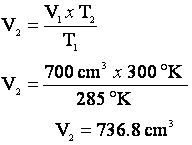 V₂ = V₁ x T₂ / T₁
V₂ = 700 cm³ x 300 °K / 285 °K
V₂ = 736.8 cm³